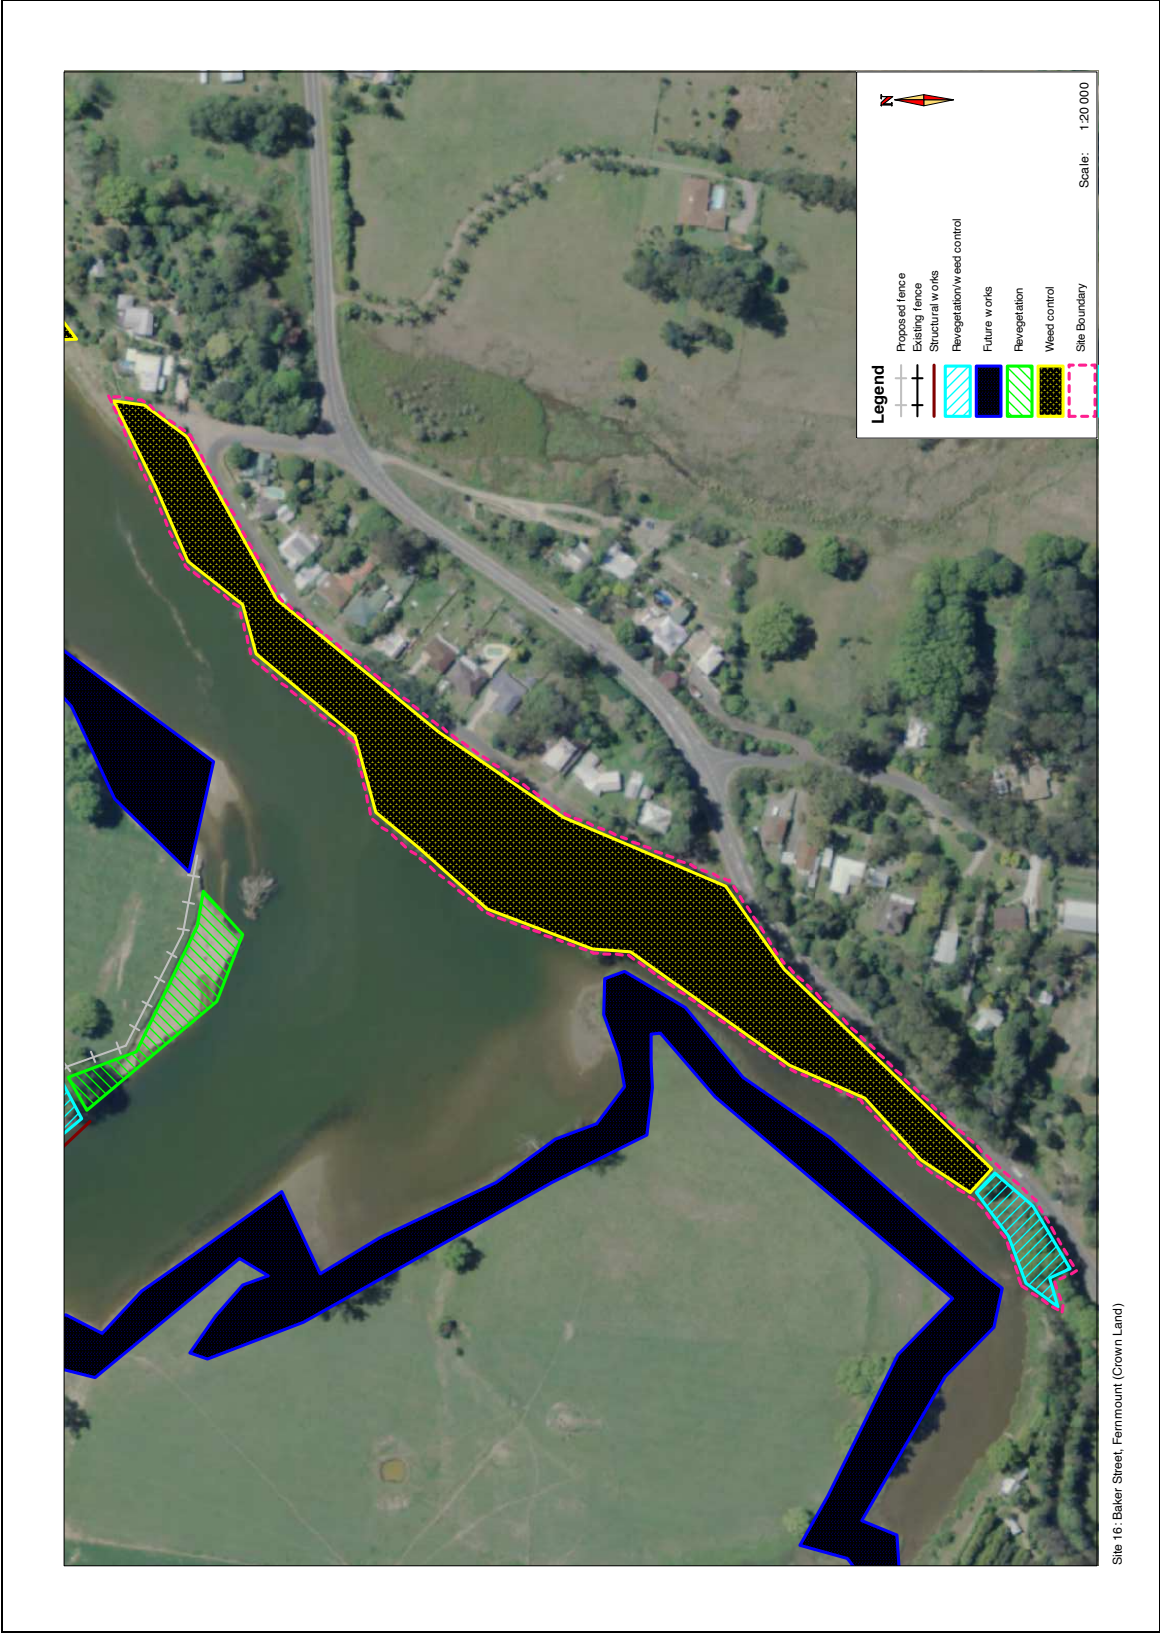 N
Legend
Proposed fence
Existing fence
Structural works
Revegetation/weed control
Future works
Revegetation
Weed control
Site Boundary
Scale: 1:20 000
Site 16: Baker Street, Fernmount (Crown Land)